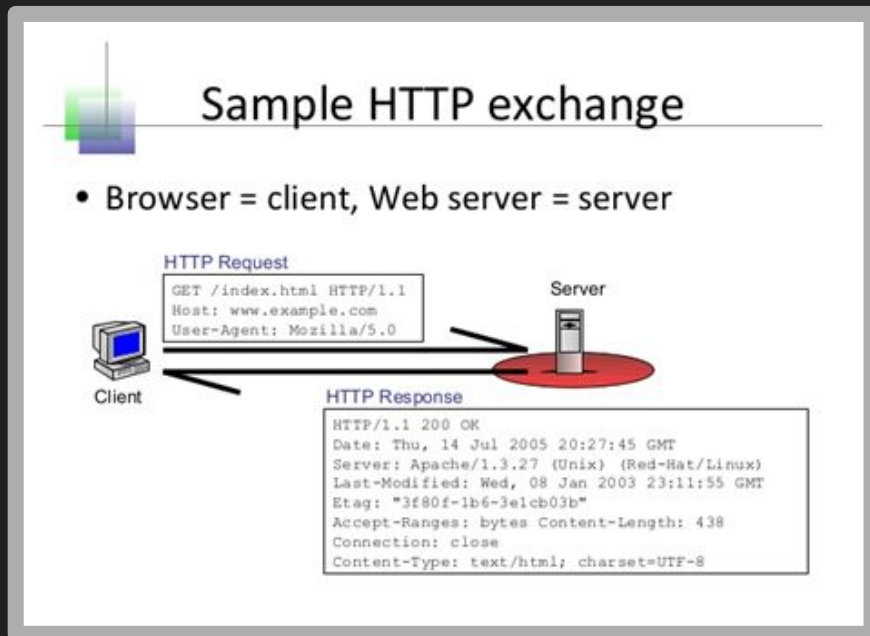 Sample HTTP exchange
• Browser = client, Web server = server
HTTP Request
GET /index.html HTTP/1.1
Host: www.example.com
User-Agent: Mozilla/5.0
Server
Client
HTTP Response
HTTP/1.1 200 OK
Date: Thu, 14 Jul 2005 20:27:45 GMT
Server: Apache/1.3.27 (Unix) (Red-Hat/Linux)
Last-Modified: Wed, 08 Jan 2003 23:11:55 GMT
Etag: "3f80f-1b6-3e1cb03b"
Accept-Ranges: bytes Content-Length: 438
Connection: close
Content-Type: text/html; charset=UTF-8